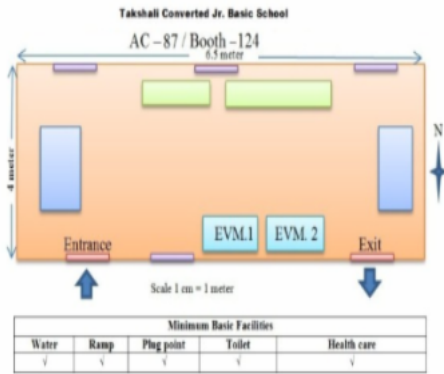 Takshali Converted Jr. Basic School
AC – 87 / Booth –124
6.5 meter
4 meter
N
EVM.1 EVM. 2
Entrance Exit
Scale 1 cm = 1 meter
Minimum Basic Facilities
Water Ramp Plug point Toilet Health care
√ √ √ √ √